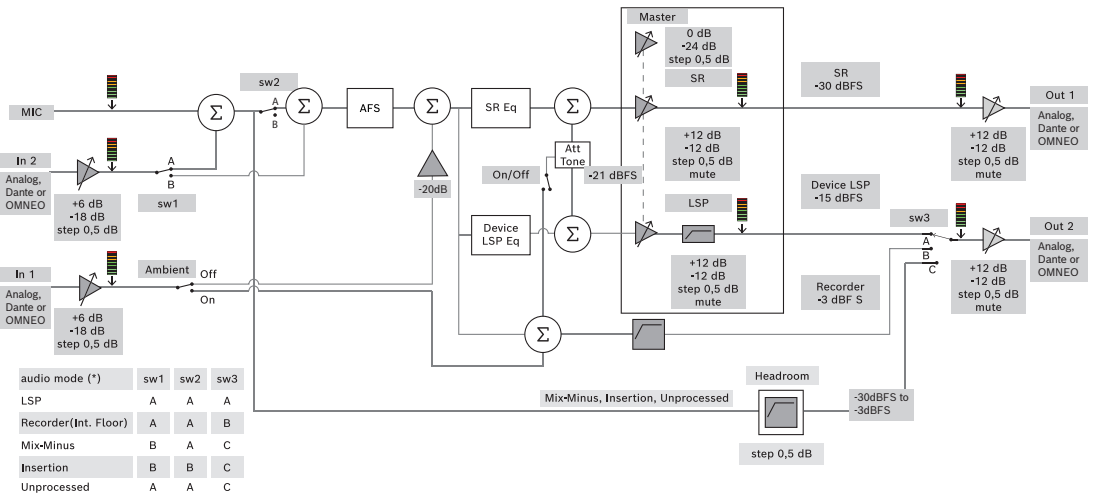 Master
0 dB
-24 dB
step 0,5 dB
SR
SR
-30 dBFS
sw2
A
B
MIC
Σ
Σ
AFS
Σ
SR Eq
Σ
+12 dB
-12 dB
step 0,5 dB
mute
+12 dB
-12 dB
step 0,5 dB
mute
Out 1
Analog,
Dante or
OMNEO
In 2
Analog,
Dante or
OMNEO
+6 dB
-18 dB
step 0,5 dB
A
B
sw1
-20dB
On/Off
Att
Tone
-21 dBFS
LSP
Device LSP
-15 dBFS
Device
LSP Eq
Σ
sw3
A
B
C
Out 2
Analog,
Dante or
OMNEO
+12 dB
-12 dB
step 0,5 dB
mute
+12 dB
-12 dB
step 0,5 dB
mute
In 1
Analog,
Dante or
OMNEO
+6 dB
-18 dB
step 0,5 dB
Ambient
Off
On
Recorder
-3 dBF S
Σ
audio mode (*) sw1 sw2 sw3
LSP A A A
Recorder(Int. Floor) A A B
Mix-Minus B A C
Insertion B B C
Unprocessed A A C
Mix-Minus, Insertion, Unprocessed
Headroom
step 0,5 dB
-30dBFS to
-3dBFS